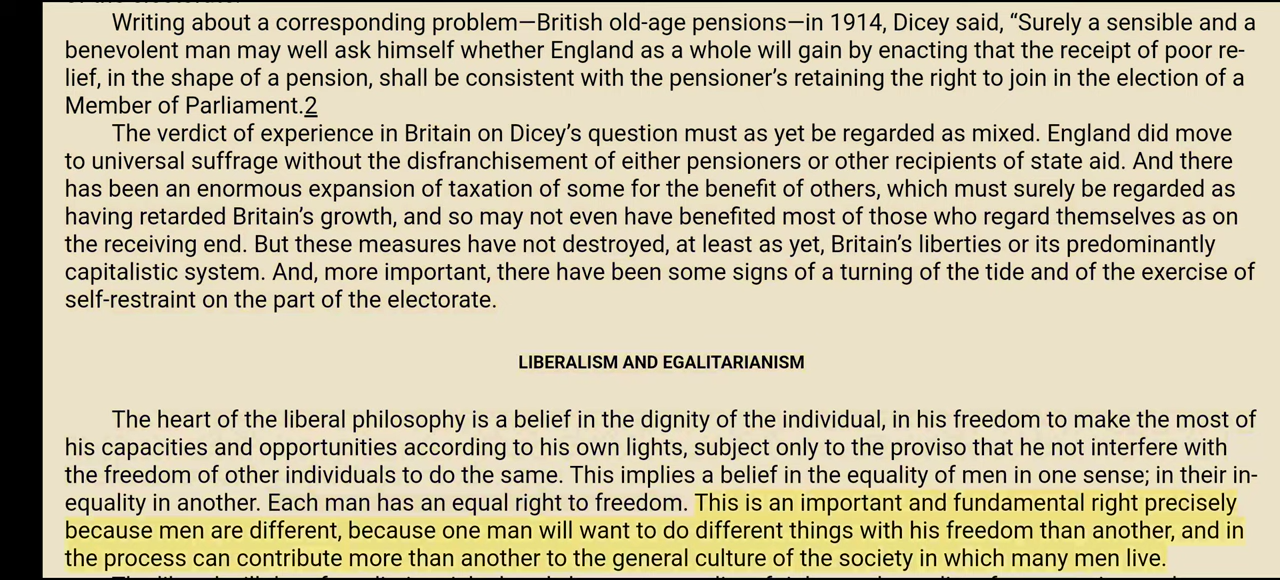 Writing about a corresponding problem—British old-age pensions—in 1914, Dicey said, “Surely a sensible and a
benevolent man may well ask himself whether England as a whole will gain by enacting that the receipt of poor re-
lief, in the shape of a pension, shall be consistent with the pensioner’s retaining the right to join in the election of a
Member of Parliament.2
The verdict of experience in Britain on Dicey’s question must as yet be regarded as mixed. England did move
to universal suffrage without the disfranchisement of either pensioners or other recipients of state aid. And there
has been an enormous expansion of taxation of some for the benefit of others, which must surely be regarded as
having retarded Britain’s growth, and so may not even have benefited most of those who regard themselves as on
the receiving end. But these measures have not destroyed, at least as yet, Britain’s liberties or its predominantly
capitalistic system. And, more important, there have been some signs of a turning of the tide and of the exercise of
self-restraint on the part of the electorate.
LIBERALISM AND EGALITARIANISM
The heart of the liberal philosophy is a belief in the dignity of the individual, in his freedom to make the most of
his capacities and opportunities according to his own lights, subject only to the proviso that he not interfere with
the freedom of other individuals to do the same. This implies a belief in the equality of men in one sense; in their in-
equality in another. Each man has an equal right to freedom. This is an important and fundamental right precisely
because men are different, because one man will want to do different things with his freedom than another, and in
the process can contribute more than another to the general culture of the society in which many men live.